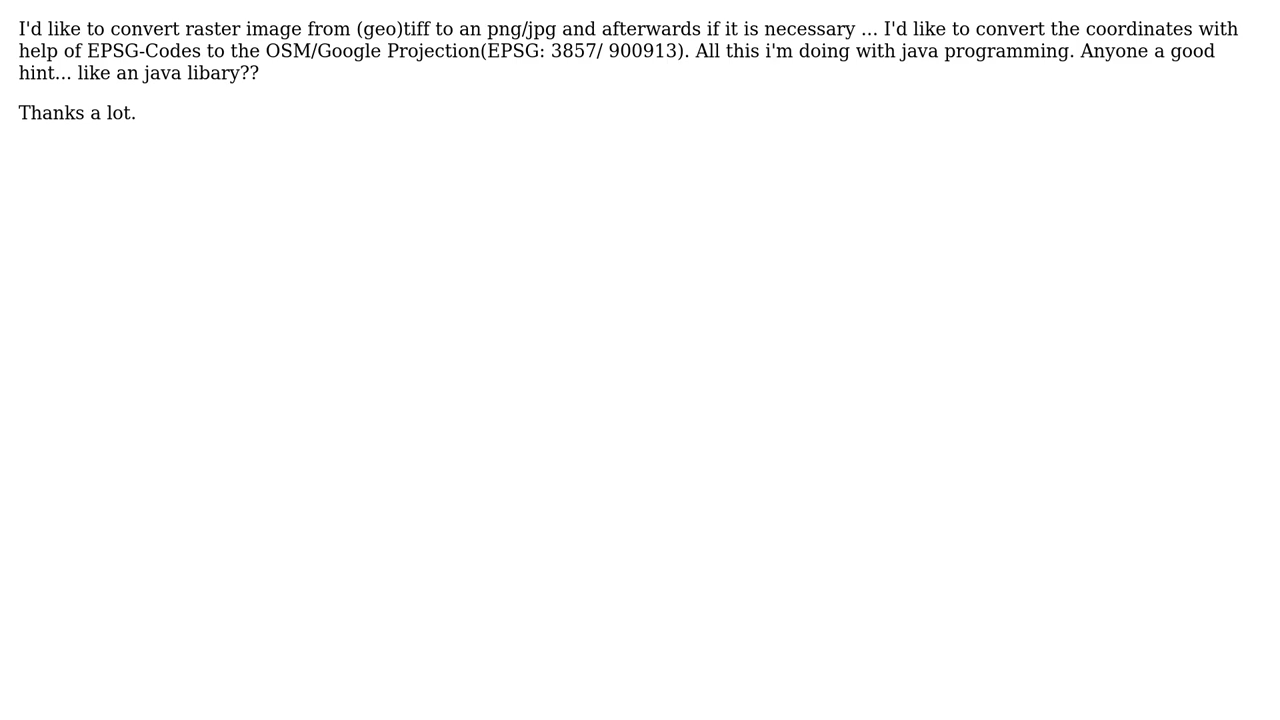 I'd like to convert raster image from (geo)tiff to an png/jpg and afterwards if it is necessary ... I'd like to convert the coordinates with
help of EPSG-Codes to the OSM/Google Projection(EPSG: 3857/ 900913). All this i'm doing with java programming. Anyone a good
hint... like an java libary??
Thanks a lot.